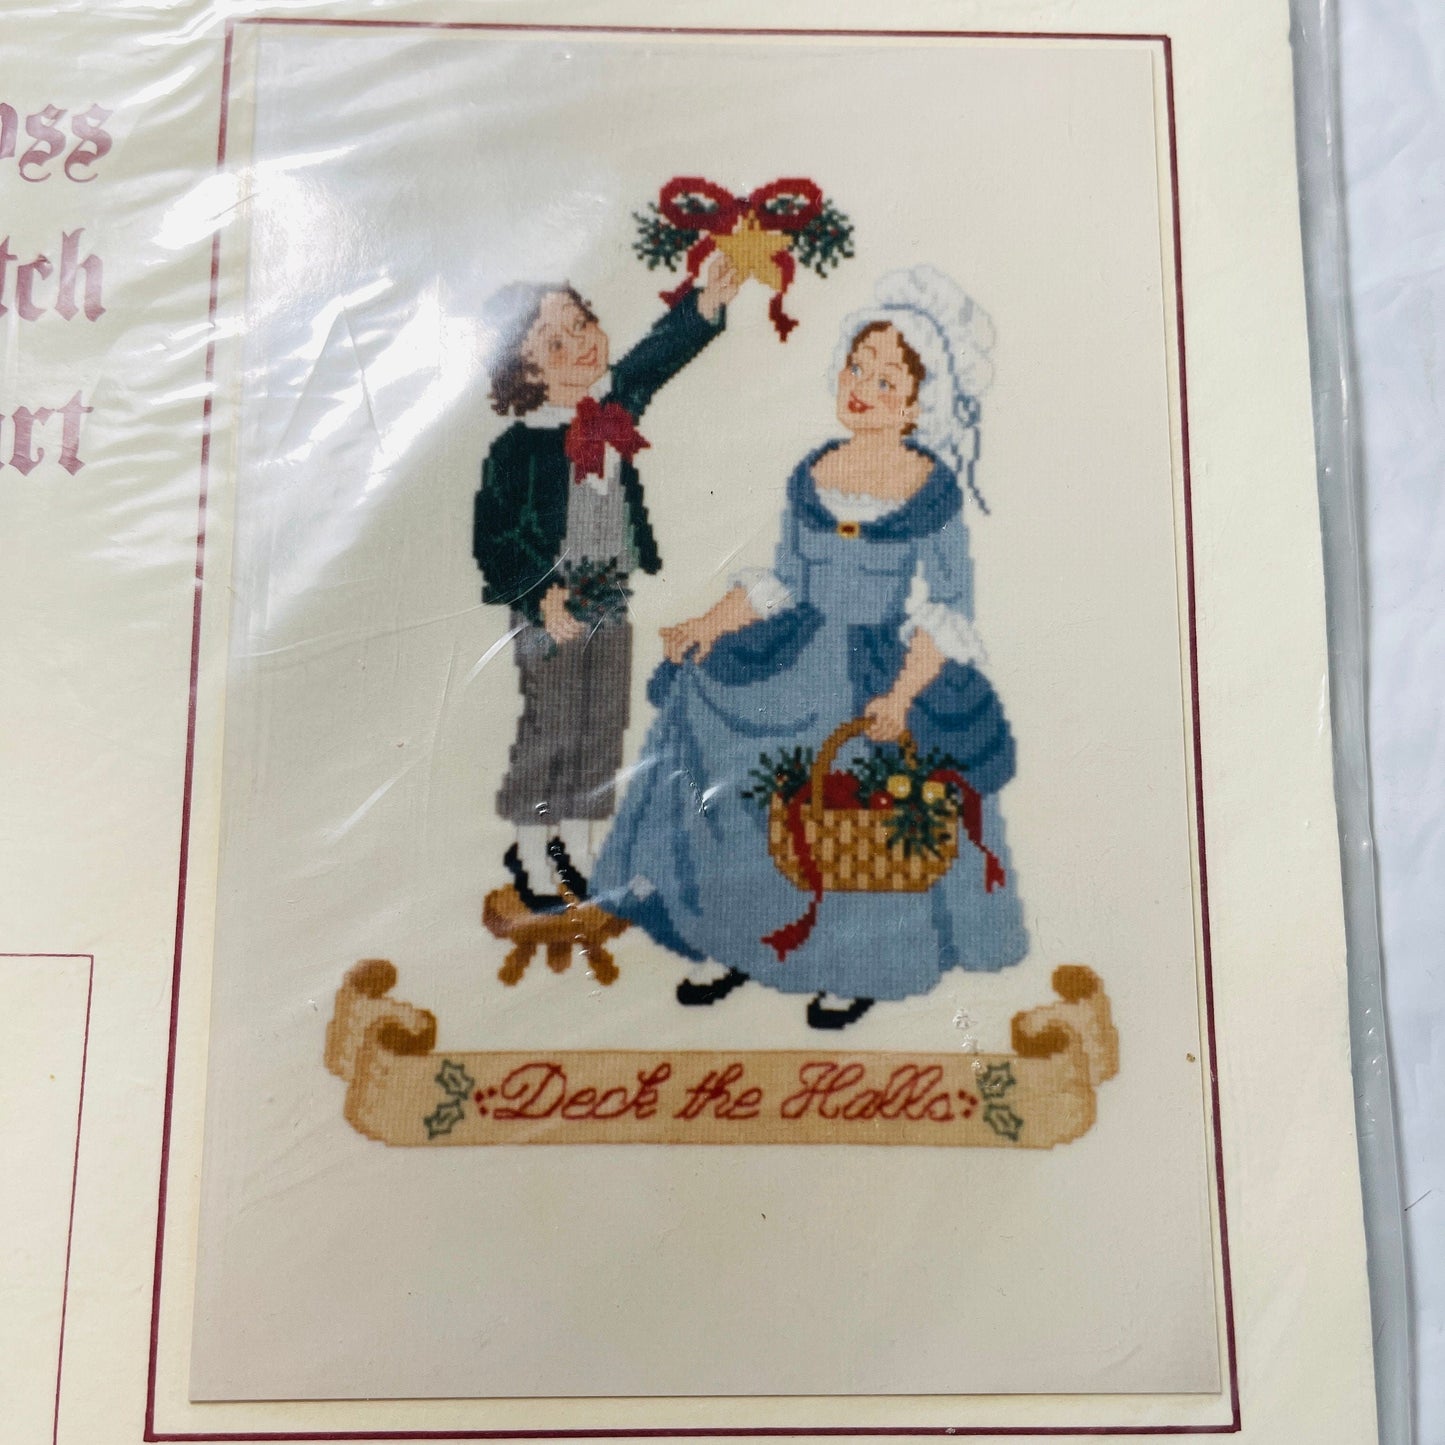 oss
tch
art
Deck the Halls